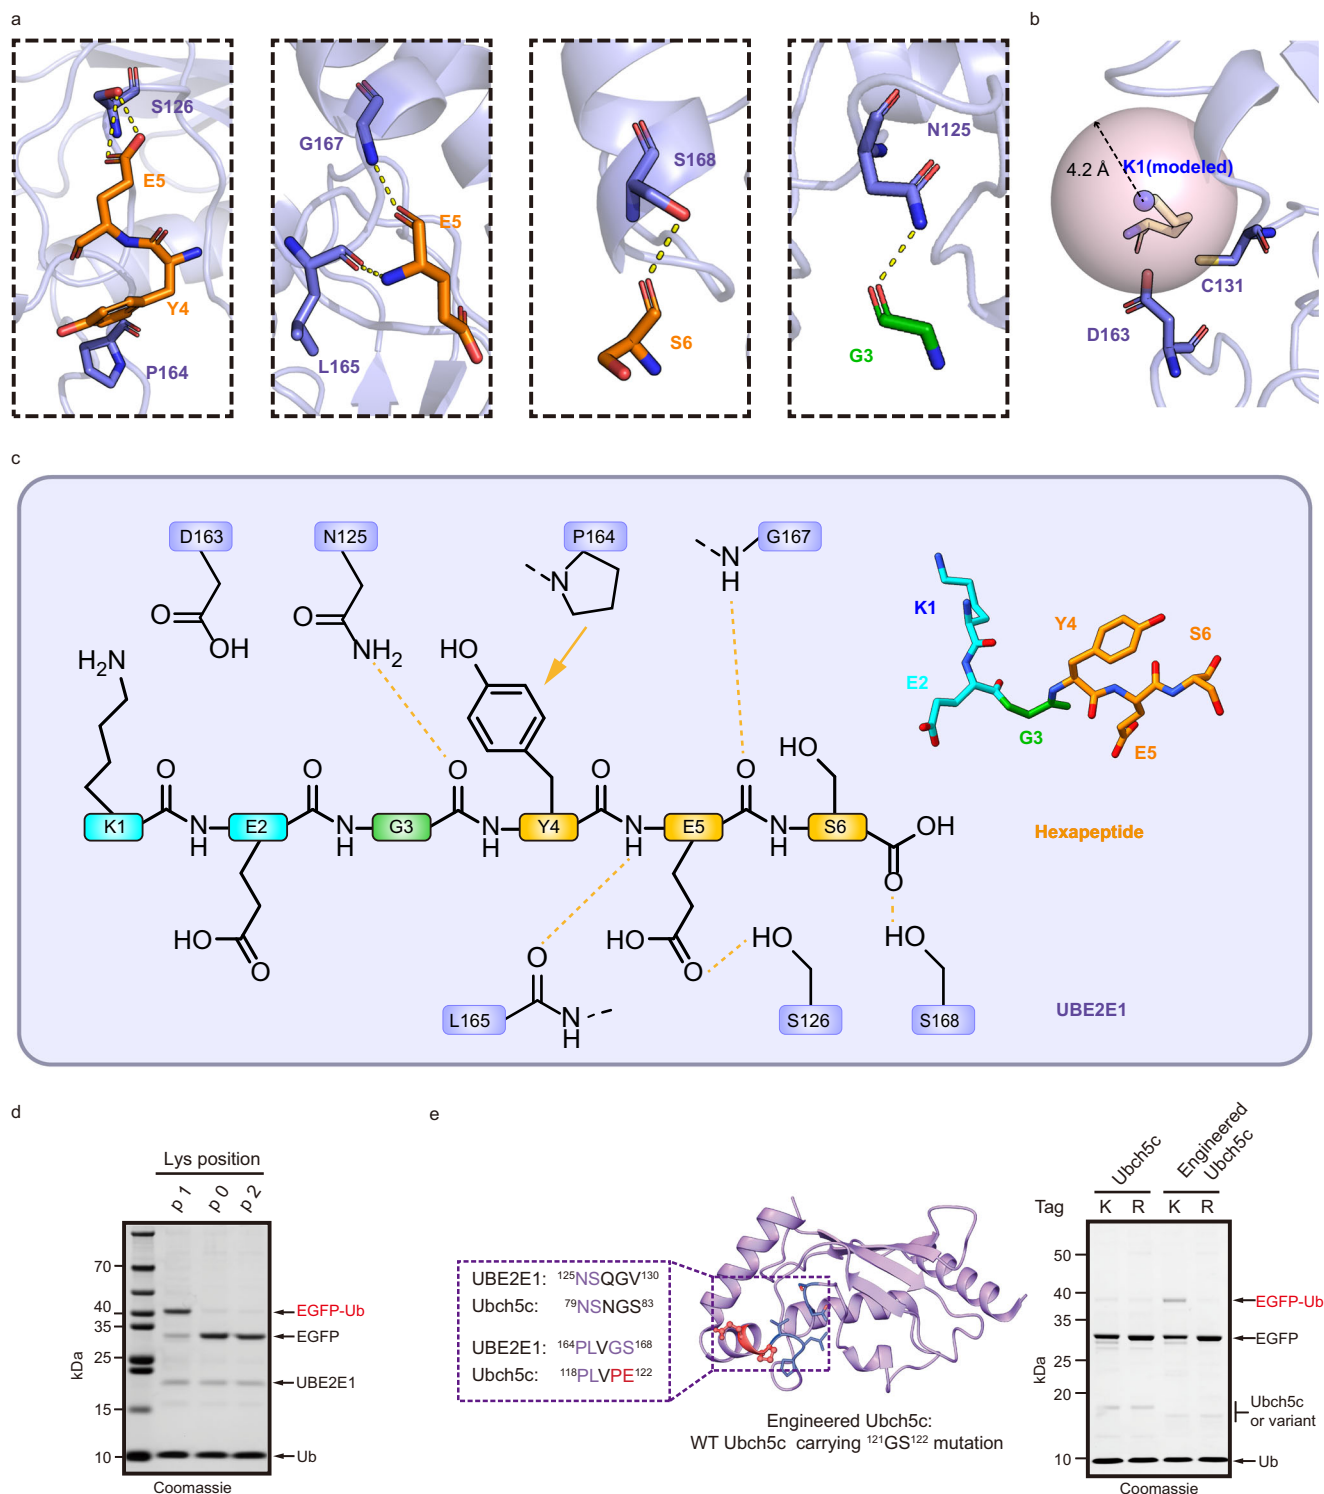 a
S126
E5
Y4
P164
G167
E5
L165
S168
S6
N125
G3
b
4.2 Å
K1(modeled)
C131
D163
c
D163
N125
P164
G167
O
OH
O
NH2
N
N
H
H2N
HO
HO
O
O
O
O
O
OH
K1
N
H
E2
N
H
G3
N
H
Y4
N
H
E5
N
H
S6
O
HO
O
HO
O
O
HO
HO
L165
N
H
S126
S168
K1
E2
G3
Y4
E5
S6
Hexapeptide
UBE2E1
d
Lys position
p 1
p 0
p 2
70
40
35
25
15
10
kDa
EGFP-Ub
EGFP
UBE2E1
Ub
Coomassie
e
UBE2E1: 125NSQGV130
Ubch5c: 79NSNGS83
UBE2E1: 164PLVGS168
Ubch5c: 118PLVPE122
Engineered Ubch5c:
WT Ubch5c carrying 121GS122 mutation
Ubch5c
Engineered
Ubch5c
Tag K R K R
50
40
30
20
10
kDa
EGFP-Ub
EGFP
Ubch5c
or variant
Ub
Coomassie